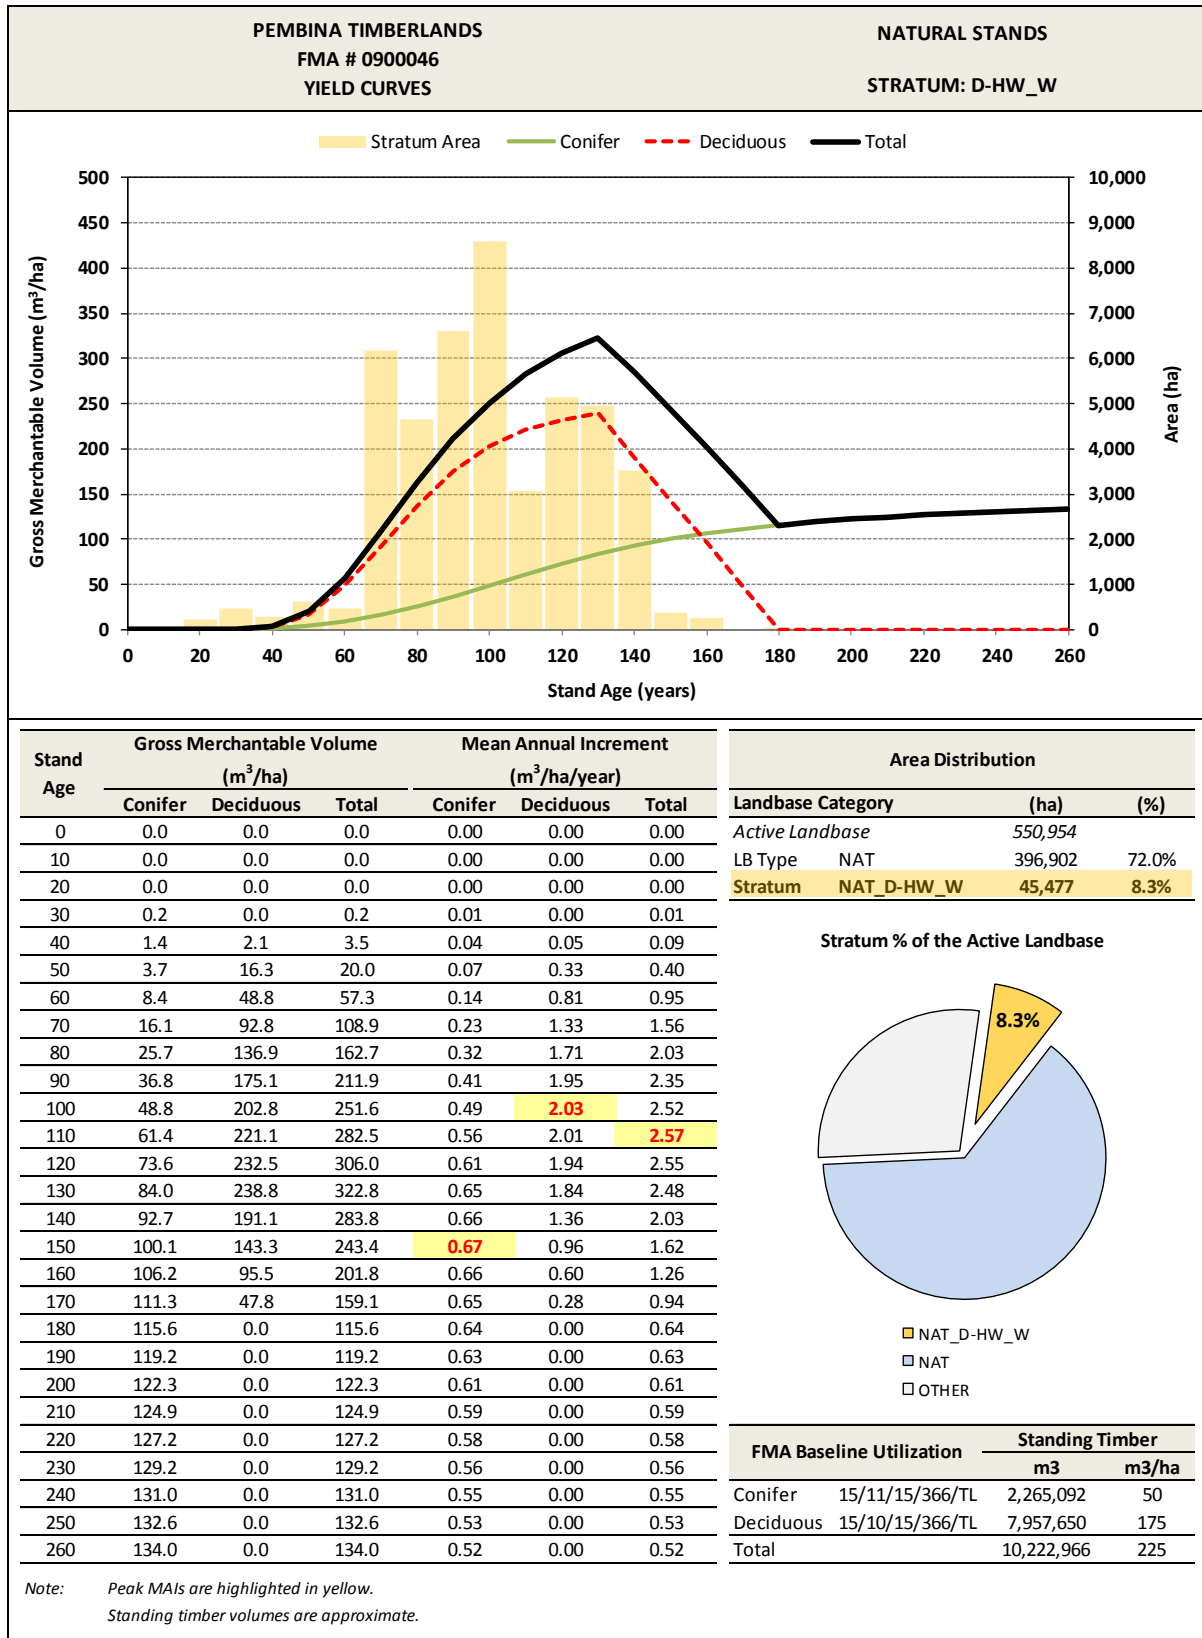 PEMBINA TIMBERLANDS
FMA # 0900046
YIELD CURVES
NATURAL STANDS
STRATUM: D-HW_W
Stratum Area Conifer Deciduous Total
500
450
400
350
300
250
200
150
100
50
0
Gross Merchantable Volume (m³/ha)
10,000
9,000
8,000
7,000
6,000
5,000
4,000
3,000
2,000
1,000
0
Area (ha)
0 20 40 60 80 100 120 140 160 180 200 220 240 260
Stand Age (years)
Stand Age
Gross Merchantable Volume (m³/ha)
Mean Annual Increment (m³/ha/year)
Conifer Deciduous Total Conifer Deciduous Total
0 0.0 0.0 0.0 0.00 0.00 0.00
10 0.0 0.0 0.0 0.00 0.00 0.00
20 0.0 0.0 0.0 0.00 0.00 0.00
30 0.2 0.0 0.2 0.01 0.00 0.01
40 1.4 2.1 3.5 0.04 0.05 0.09
50 3.7 16.3 20.0 0.07 0.33 0.40
60 8.4 48.8 57.3 0.14 0.81 0.95
70 16.1 92.8 108.9 0.23 1.33 1.56
80 25.7 136.9 162.7 0.32 1.71 2.03
90 36.8 175.1 211.9 0.41 1.95 2.35
100 48.8 202.8 251.6 0.49 2.03 2.52
110 61.4 221.1 282.5 0.56 2.01 2.57
120 73.6 232.5 306.0 0.61 1.94 2.55
130 84.0 238.8 322.8 0.65 1.84 2.48
140 92.7 191.1 283.8 0.66 1.36 2.03
150 100.1 143.3 243.4 0.67 0.96 1.62
160 106.2 95.5 201.8 0.66 0.60 1.26
170 111.3 47.8 159.1 0.65 0.28 0.94
180 115.6 0.0 115.6 0.64 0.00 0.64
190 119.2 0.0 119.2 0.63 0.00 0.63
200 122.3 0.0 122.3 0.61 0.00 0.61
210 124.9 0.0 124.9 0.59 0.00 0.59
220 127.2 0.0 127.2 0.58 0.00 0.58
230 129.2 0.0 129.2 0.56 0.00 0.56
240 131.0 0.0 131.0 0.55 0.00 0.55
250 132.6 0.0 132.6 0.53 0.00 0.53
260 134.0 0.0 134.0 0.52 0.00 0.52
Area Distribution
Landbase Category (ha) (%)
Active Landbase 550,954
LB Type NAT 396,902 72.0%
Stratum NAT_D-HW_W 45,477 8.3%
Stratum % of the Active Landbase
8.3%
NAT_D-HW_W
NAT
OTHER
FMA Baseline Utilization Standing Timber
m3 m3/ha
Conifer 15/11/15/366/TL 2,265,092 50
Deciduous 15/10/15/366/TL 7,957,650 175
Total 10,222,966 225
Note: Peak MAIs are highlighted in yellow.
Standing timber volumes are approximate.